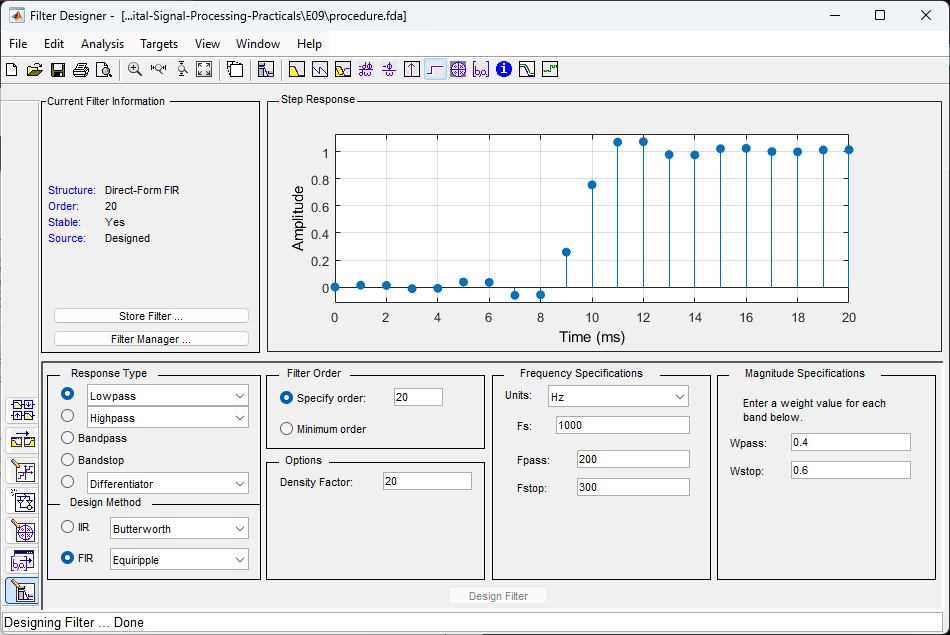 Filter Designer - [...ital-Signal-Processing-Practicals\E09\procedure.fda]
File Edit Analysis Targets View Window Help
Current Filter Information
Structure: Direct-Form FIR
Order: 20
Stable: Yes
Source: Designed
Store Filter ...
Filter Manager ...
Step Response
Amplitude
1
0.8
0.6
0.4
0.2
0
0 2 4 6 8 10 12 14 16 18 20
Time (ms)
Response Type
Lowpass
Highpass
Bandpass
Bandstop
Differentiator
Design Method
IIR Butterworth
FIR Equiripple
Filter Order
Specify order: 20
Minimum order
Options
Density Factor: 20
Frequency Specifications
Units: Hz
Fs: 1000
Fpass: 200
Fstop: 300
Magnitude Specifications
Enter a weight value for each
band below.
Wpass: 0.4
Wstop: 0.6
Design Filter
Designing Filter ... Done